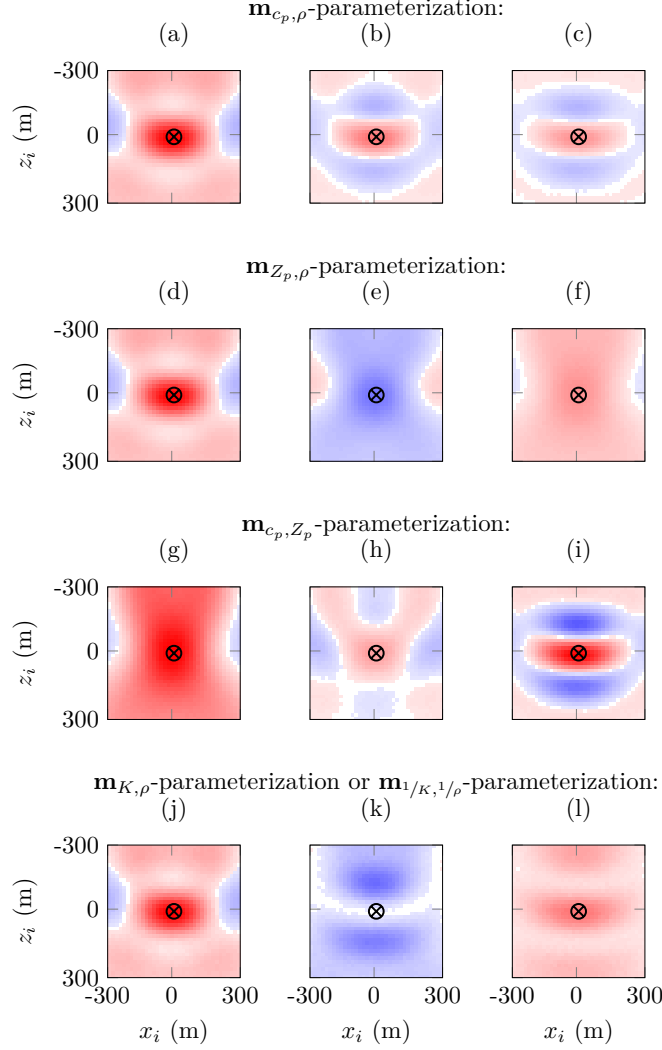 m_{c_p,ρ}-parameterization:
(a) (b) (c)
-300
0
300
z_i (m)
m_{Z_p,ρ}-parameterization:
(d) (e) (f)
-300
0
300
z_i (m)
m_{c_p,Z_p}-parameterization:
(g) (h) (i)
-300
0
300
z_i (m)
m_{K,ρ}-parameterization or m_{1/K,1/ρ}-parameterization:
(j) (k) (l)
-300
0
300
z_i (m)
-300 0 300 -300 0 300 -300 0 300
x_i (m) x_i (m) x_i (m)